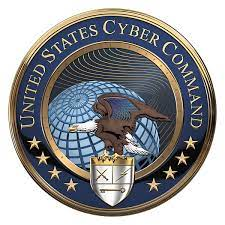 UNITED STATES CYBER COMMAND